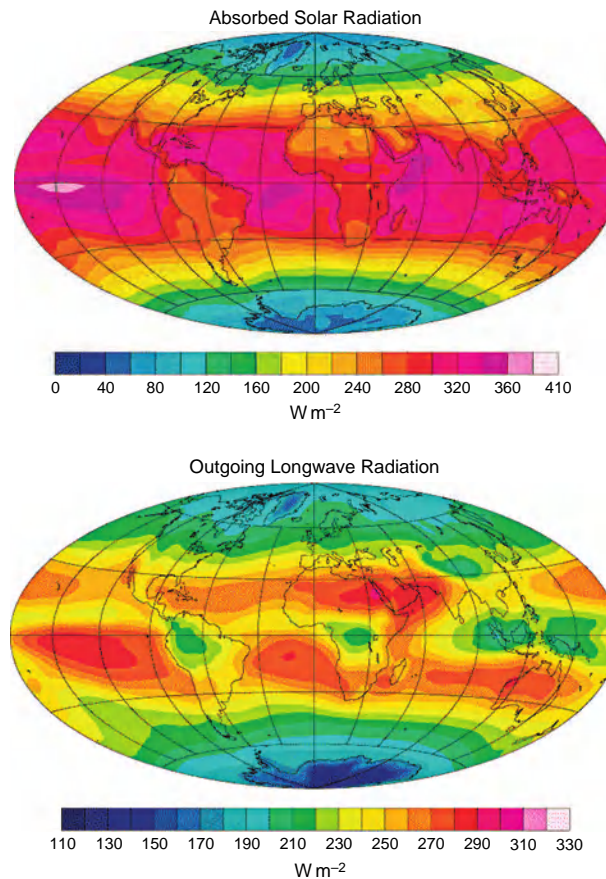 Absorbed Solar Radiation
0 40 80 120 160 200 240 280 320 360 410
W m⁻²
Outgoing Longwave Radiation
110 130 150 170 190 210 230 250 270 290 310 330
W m⁻²